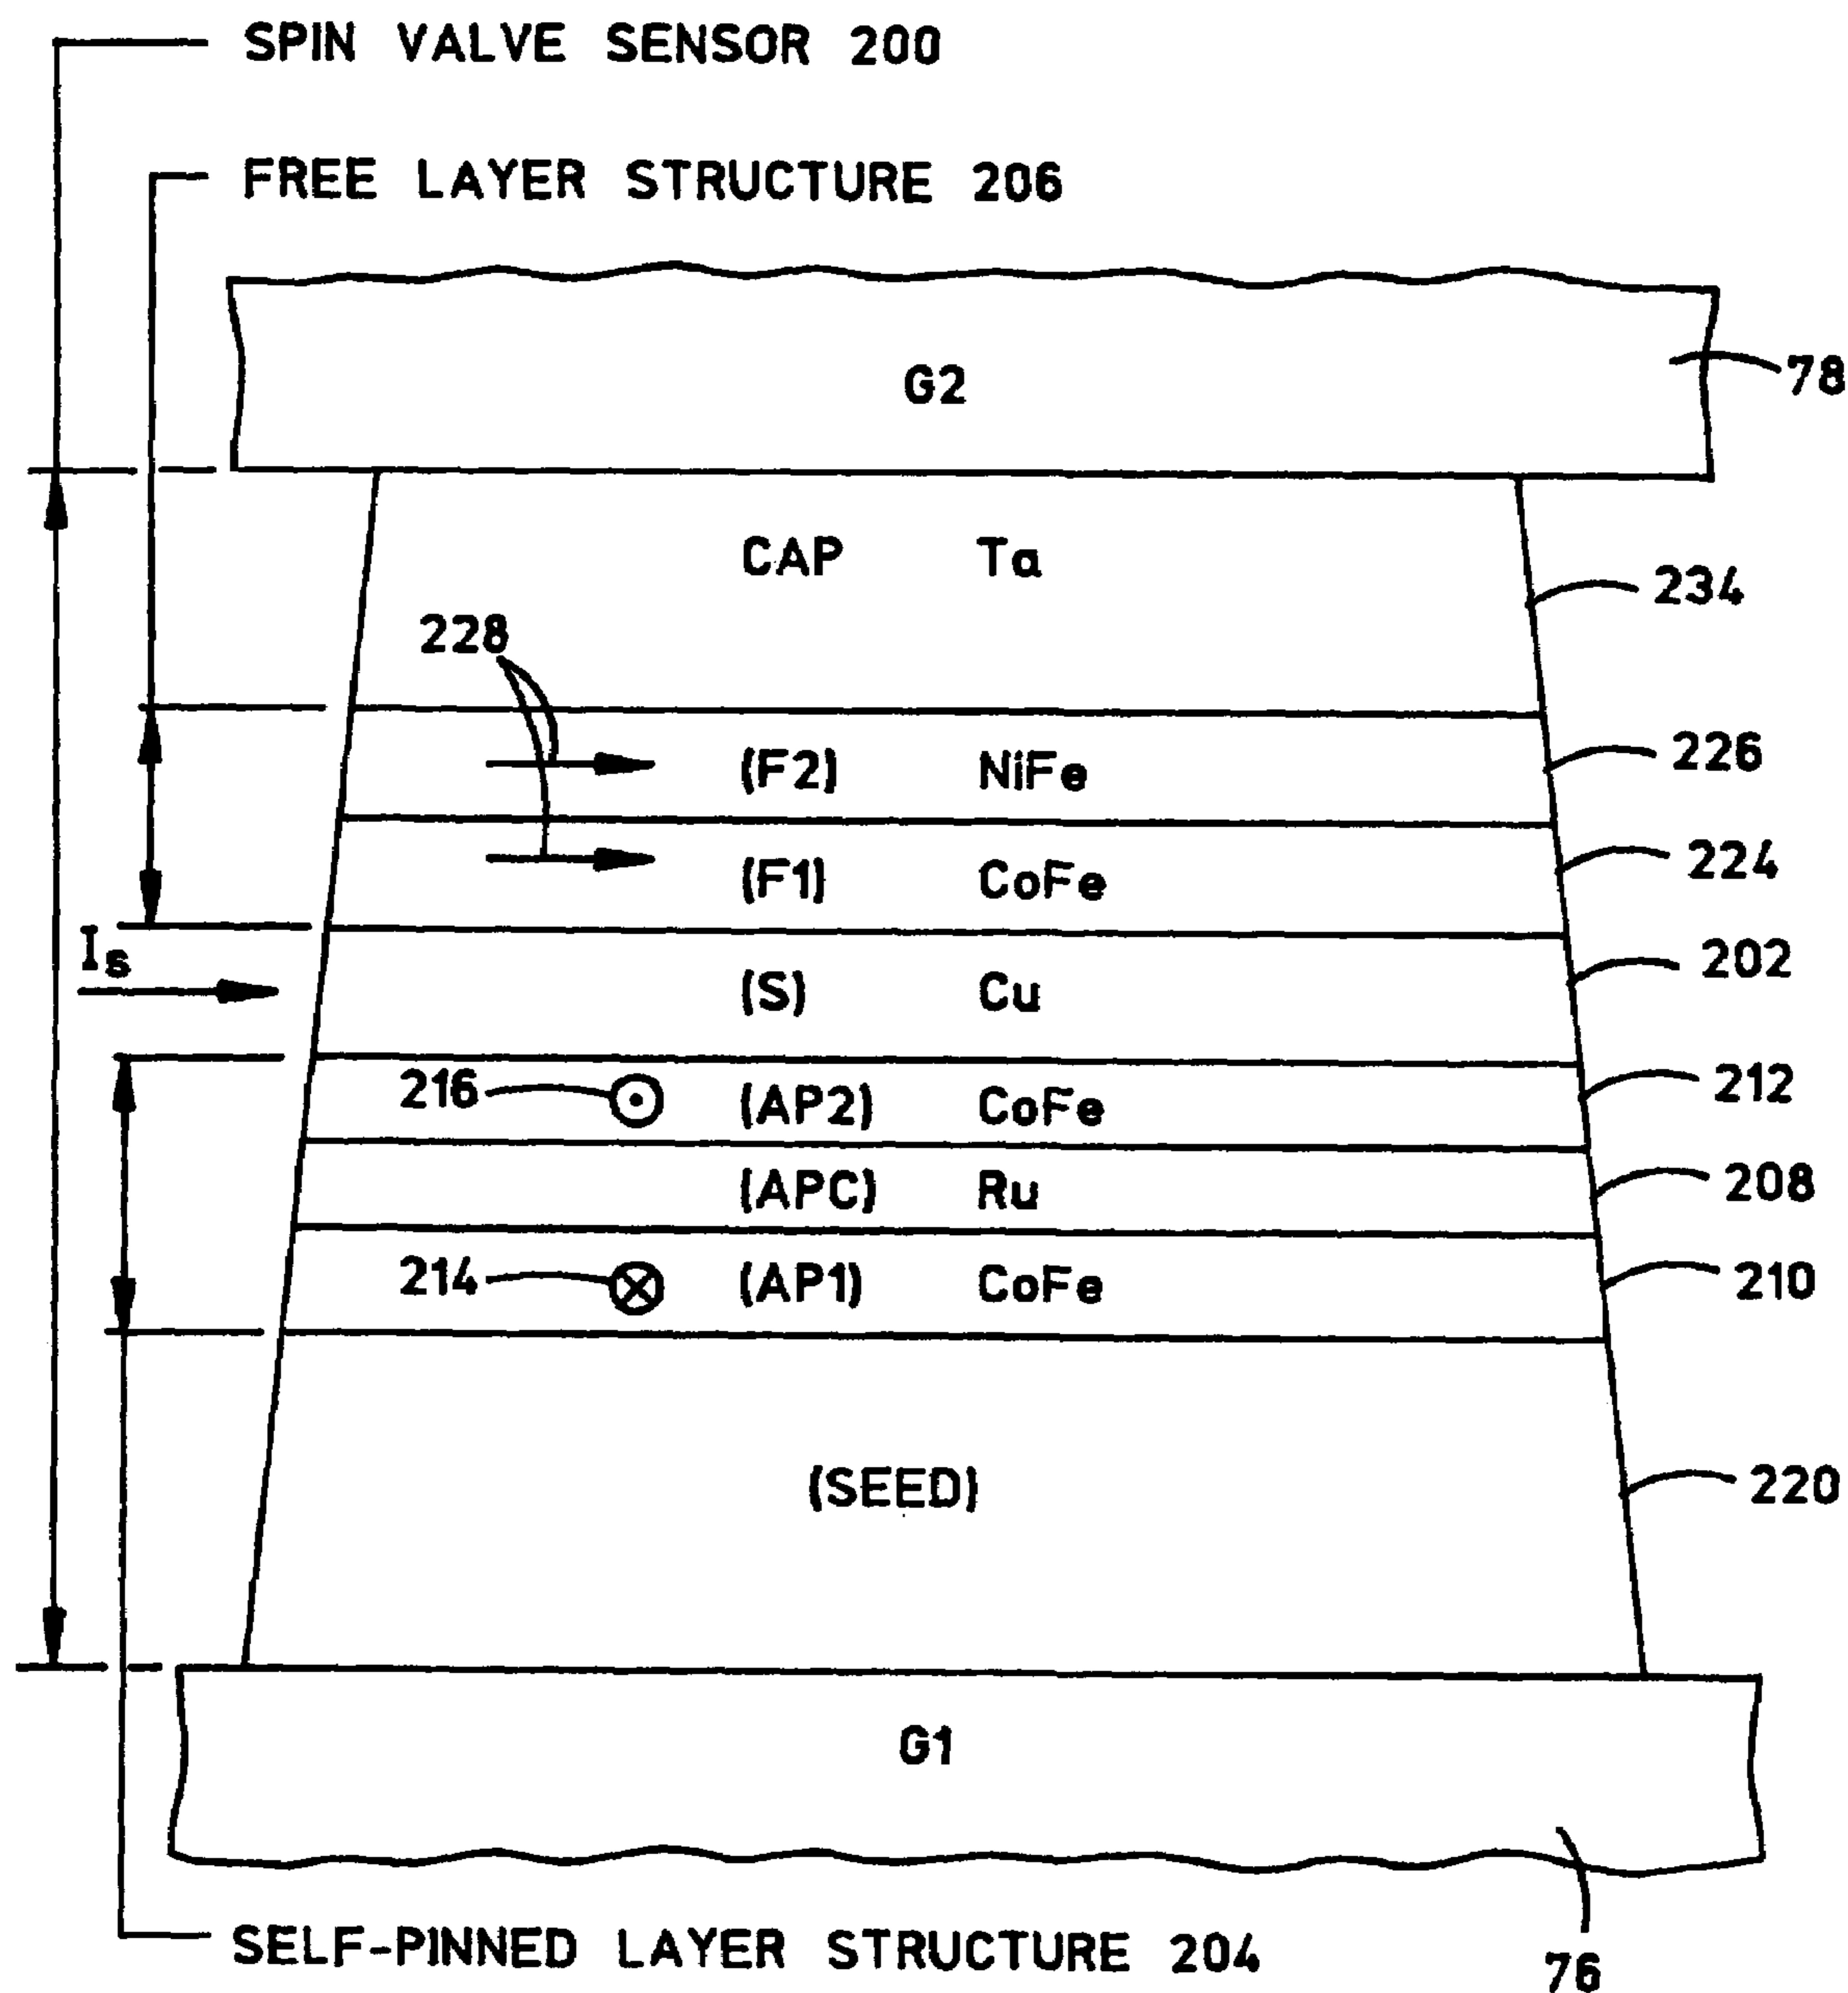 SPIN VALVE SENSOR 200
FREE LAYER STRUCTURE 206
G2
78
CAP Ta
234
228
(F2) NiFe
226
(F1) CoFe
224
Is
(S) Cu
202
216
(AP2) CoFe
212
(APC) Ru
208
214
(AP1) CoFe
210
(SEED)
220
G1
SELF-PINNED LAYER STRUCTURE 204
76